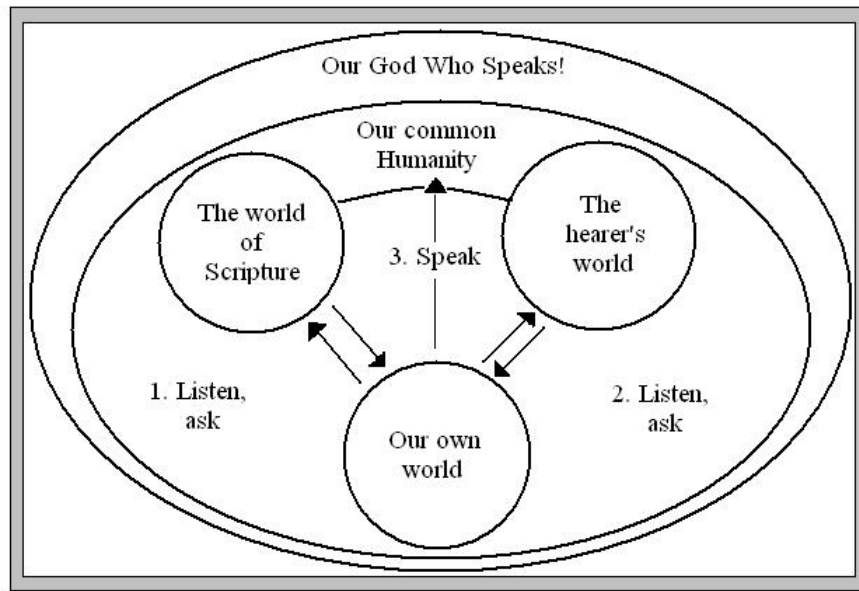 Our God Who Speaks!
Our common
Humanity
The world
of
Scripture
The
hearer's
world
3. Speak
1. Listen,
ask
2. Listen,
ask
Our own
world